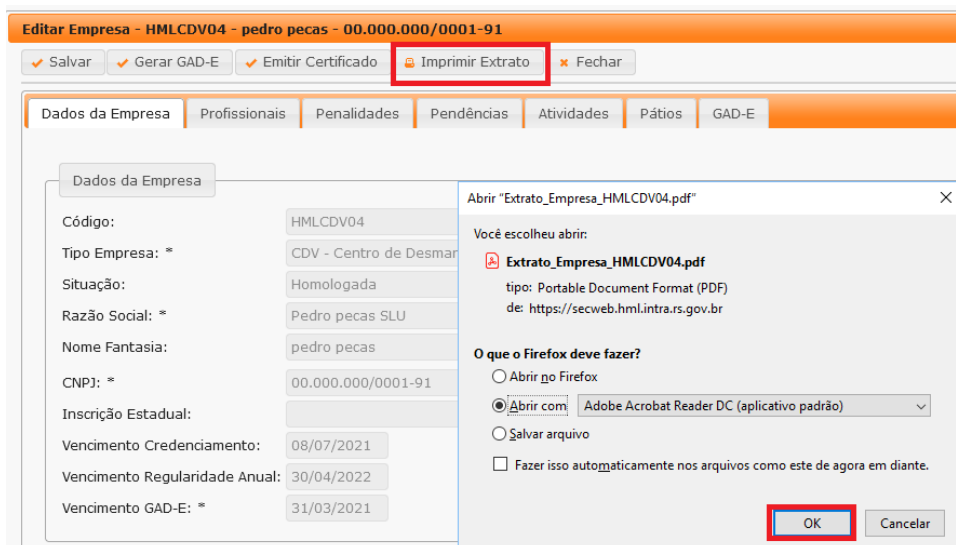 Editar Empresa - HMLCDV04 - pedro pecas - 00.000.000/0001-91
Salvar Gerar GAD-E Emitir Certificado Imprimir Extrato Fechar
Dados da Empresa Profissionais Penalidades Pendências Atividades Pátios GAD-E
Dados da Empresa
Código: HMLCDV04
Tipo Empresa: * CDV - Centro de Desmar
Situação: Homologada
Razão Social: * Pedro pecas SLU
Nome Fantasia: pedro pecas
CNPJ: * 00.000.000/0001-91
Inscrição Estadual:
Vencimento Credenciamento: 08/07/2021
Vencimento Regularidade Anual: 30/04/2022
Vencimento GAD-E: * 31/03/2021
Abrir "Extrato_Empresa_HMLCDV04.pdf"
Você escolheu abrir:
Extrato_Empresa_HMLCDV04.pdf
tipo: Portable Document Format (PDF)
de: https://secweb.hml.intra.rs.gov.br
O que o Firefox deve fazer?
Abrir no Firefox
Abrir com Adobe Acrobat Reader DC (aplicativo padrão)
Salvar arquivo
Fazer isso automaticamente nos arquivos como este de agora em diante.
OK Cancelar